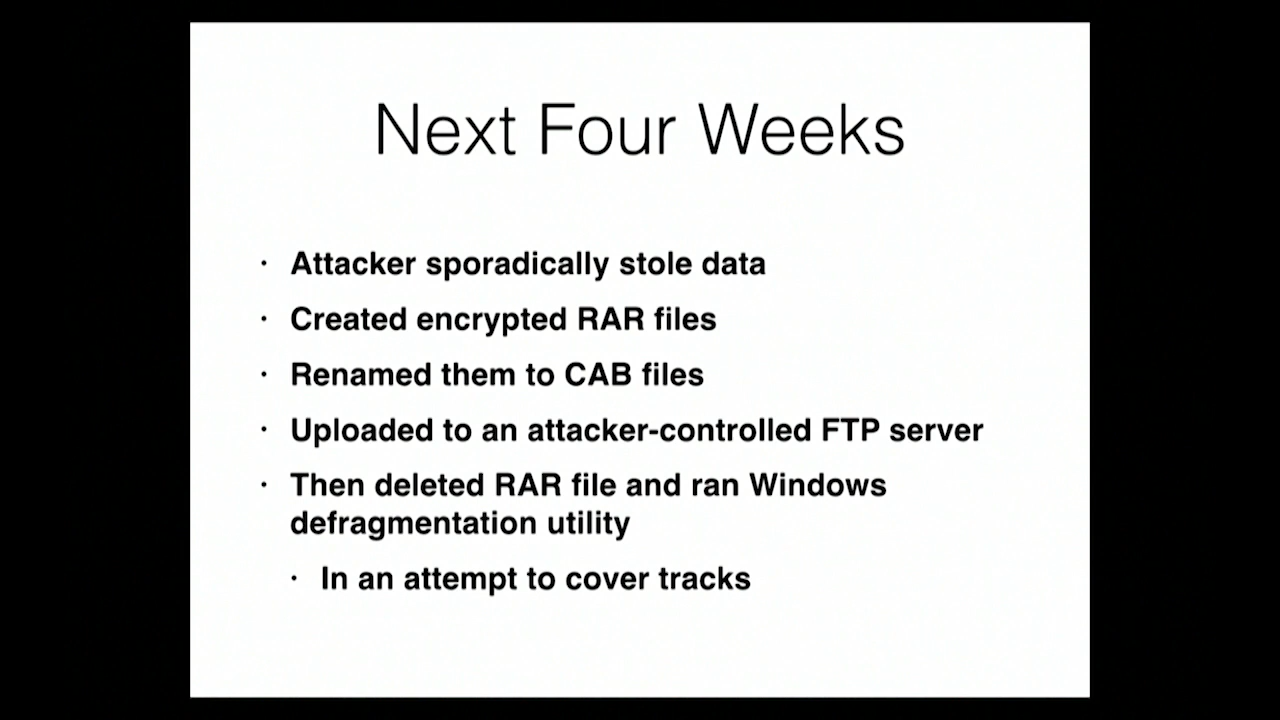 Next Four Weeks
· Attacker sporadically stole data
· Created encrypted RAR files
· Renamed them to CAB files
· Uploaded to an attacker-controlled FTP server
· Then deleted RAR file and ran Windows
defragmentation utility
· In an attempt to cover tracks